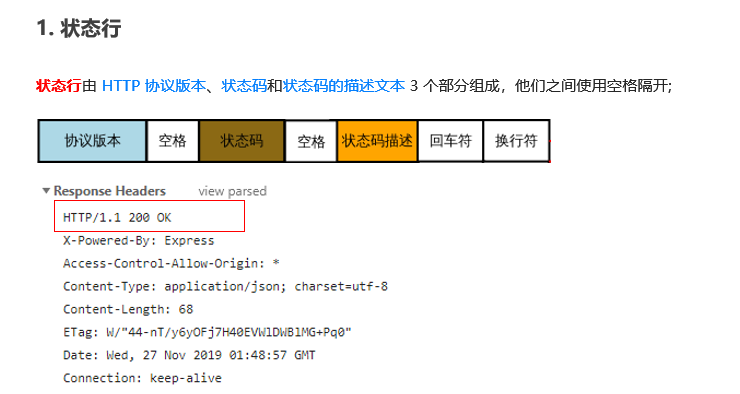 1. 状态行
状态行由 HTTP 协议版本、状态码和状态码的描述文本 3 个部分组成，他们之间使用空格隔开;
协议版本 空格 状态码 空格 状态码描述 回车符 换行符
Response Headers view parsed
HTTP/1.1 200 OK
X-Powered-By: Express
Access-Control-Allow-Origin: *
Content-Type: application/json; charset=utf-8
Content-Length: 68
ETag: W/"44-nT/y6yOFj7H40EVWlDWBlMG+Pq0"
Date: Wed, 27 Nov 2019 01:48:57 GMT
Connection: keep-alive